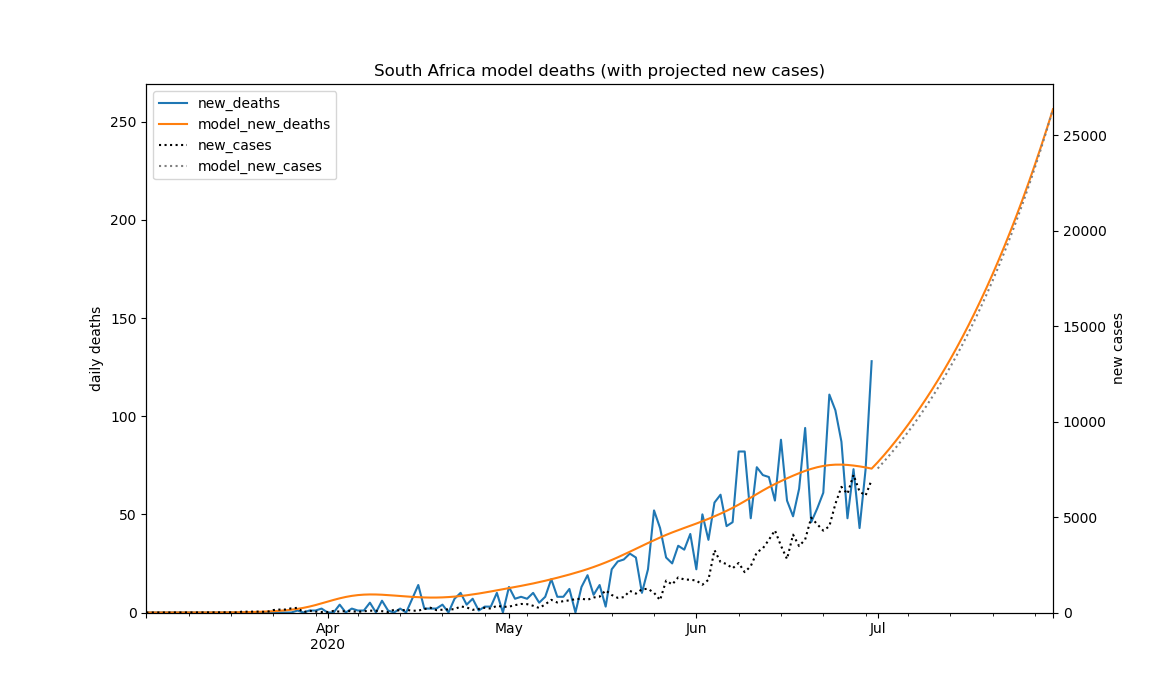 South Africa model deaths (with projected new cases)
new_deaths
model_new_deaths
new_cases
model_new_cases
daily deaths
250
200
150
100
50
0
25000
20000
15000
10000
5000
0
new cases
Apr
2020
May
Jun
Jul